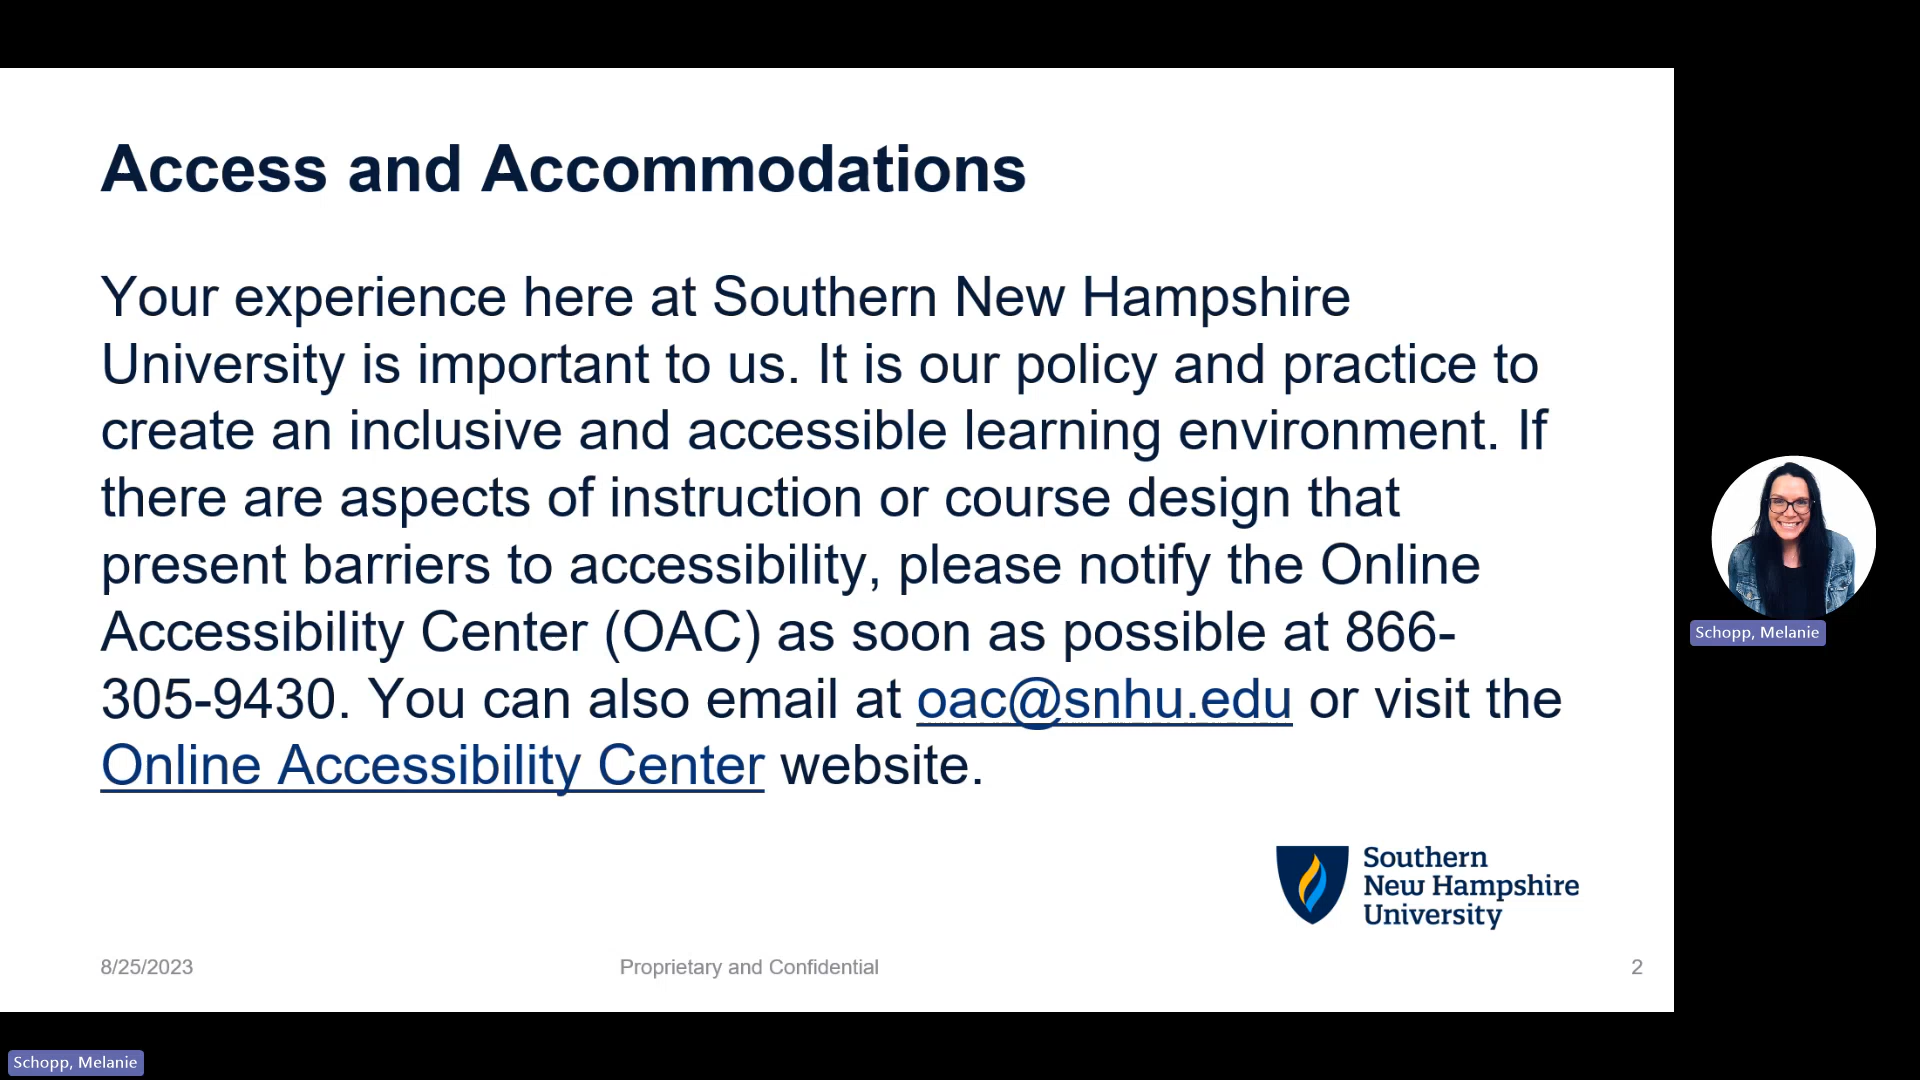 Access and Accommodations
Your experience here at Southern New Hampshire
University is important to us. It is our policy and practice to
create an inclusive and accessible learning environment. If
there are aspects of instruction or course design that
present barriers to accessibility, please notify the Online
Accessibility Center (OAC) as soon as possible at 866-
305-9430. You can also email at oac@snhu.edu or visit the
Online Accessibility Center website.
Southern
New Hampshire
University
8/25/2023
Proprietary and Confidential
2
Schopp, Melanie
Schopp, Melanie